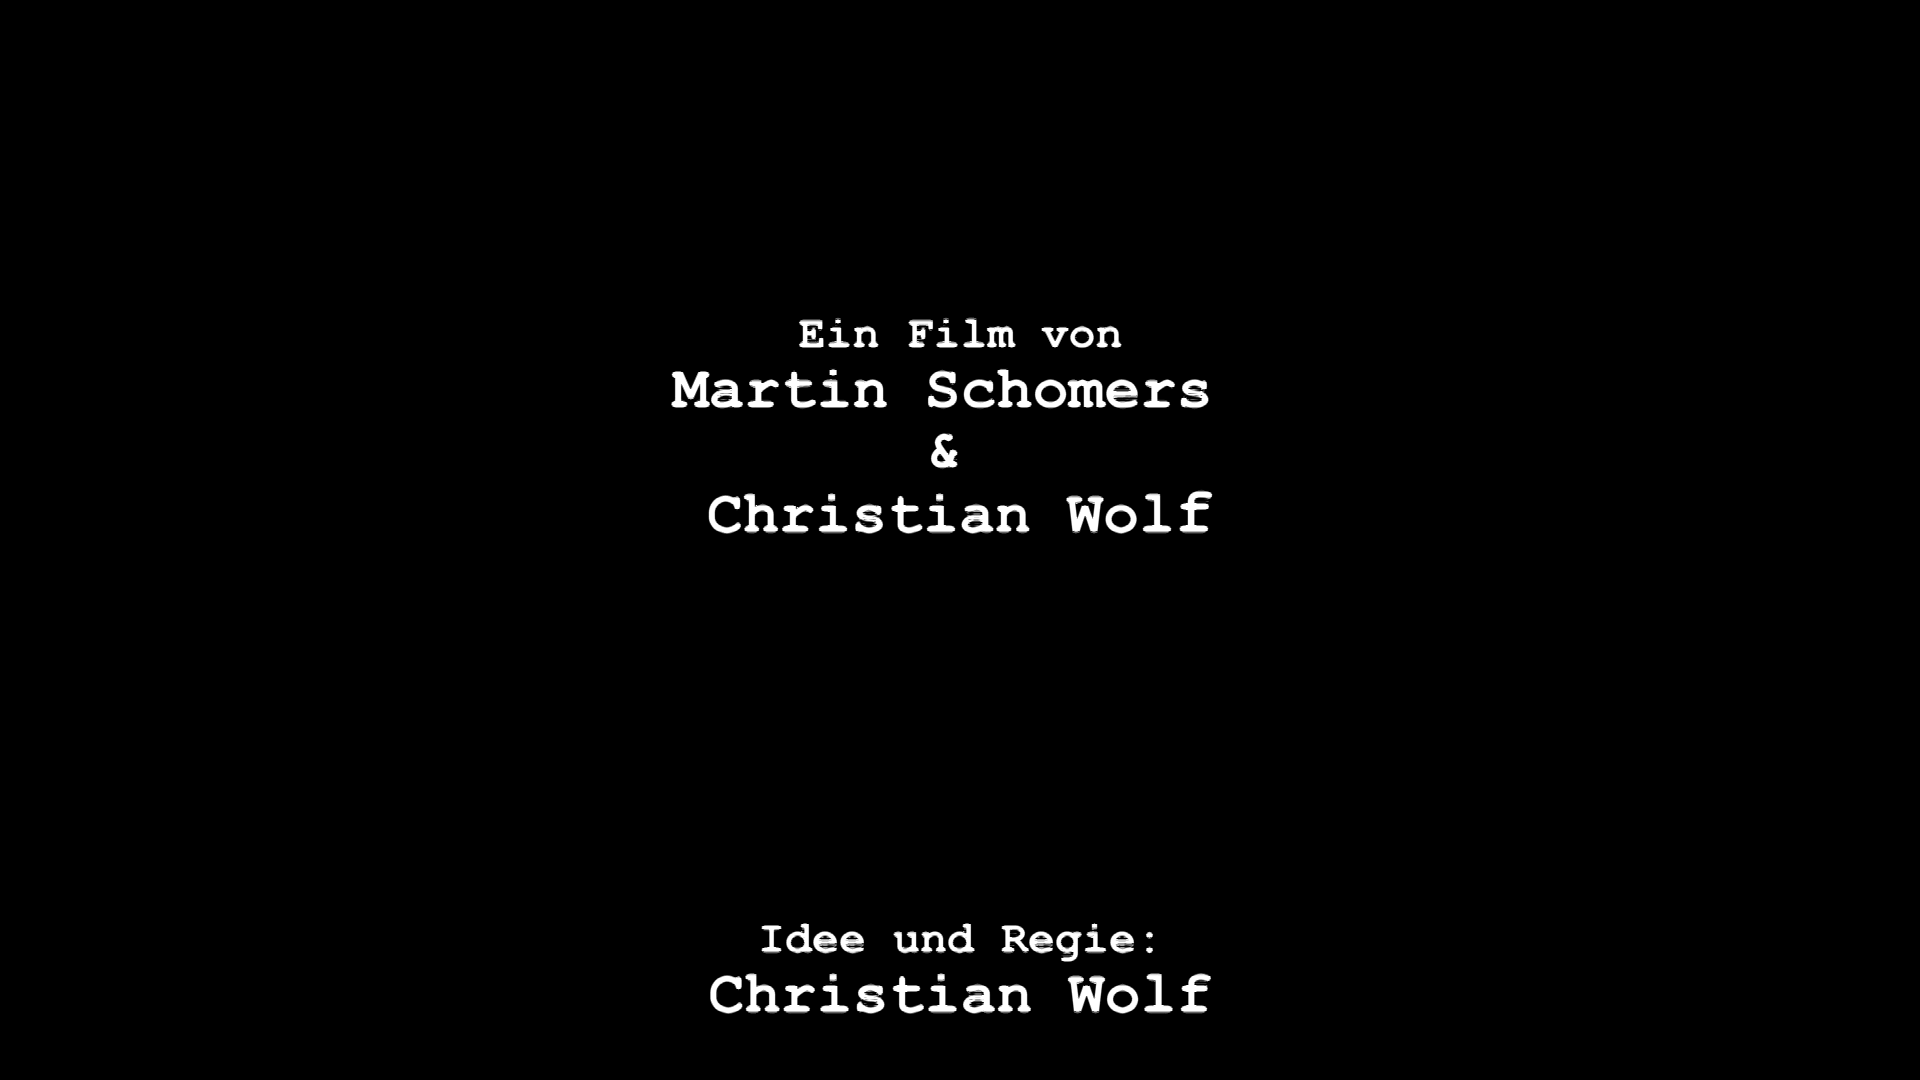 Ein Film von
Martin Schomers
&
Christian Wolf
Idee und Regie:
Christian Wolf